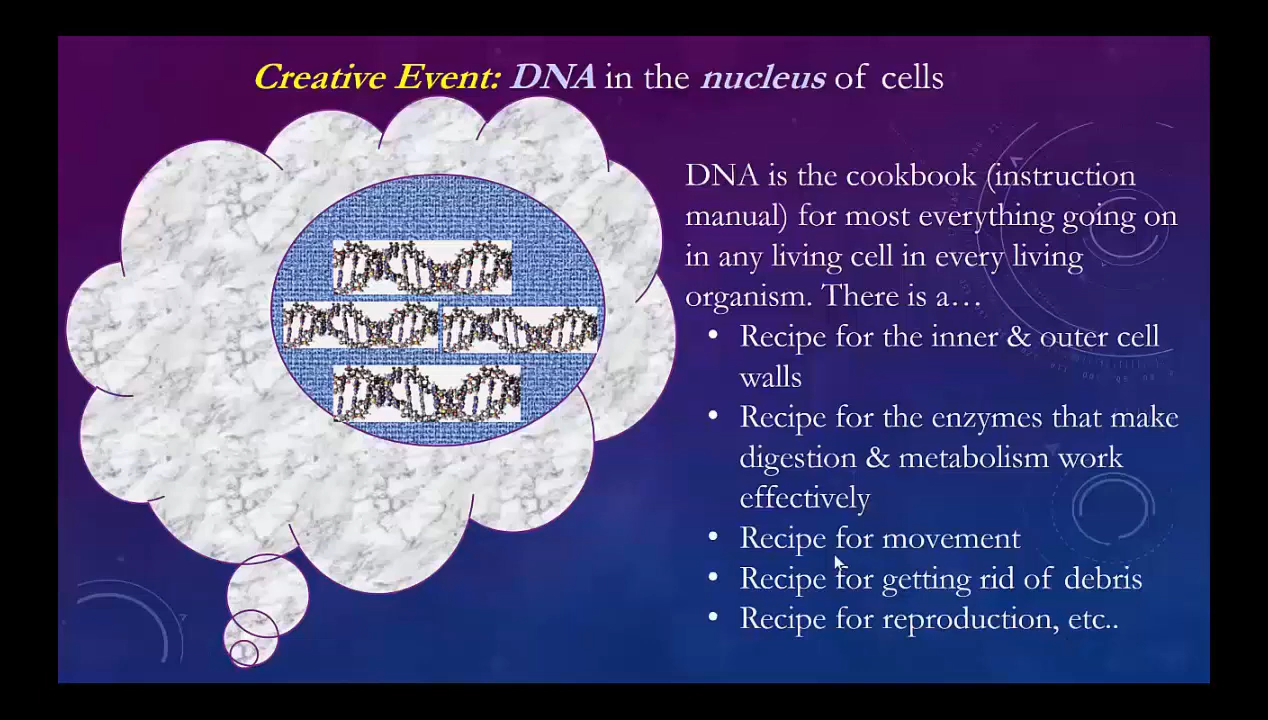 Creative Event: DNA in the nucleus of cells
DNA is the cookbook (instruction
manual) for most everything going on
in any living cell in every living
organism. There is a…
• Recipe for the inner & outer cell
walls
• Recipe for the enzymes that make
digestion & metabolism work
effectively
• Recipe for movement
• Recipe for getting rid of debris
• Recipe for reproduction, etc..